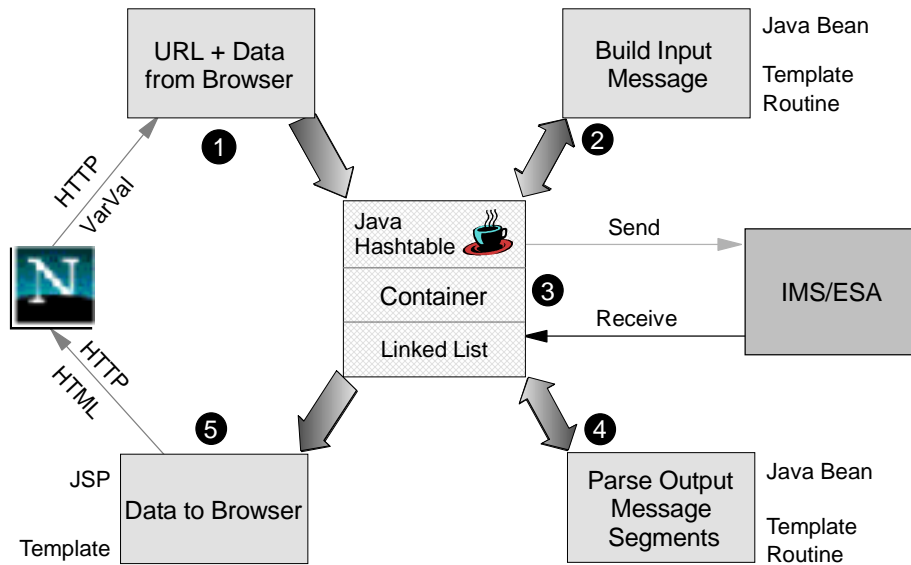 URL + Data
from Browser
Build Input
Message
Java Bean
Template
Routine
1
2
HTTP
VarVal
N
Java
Hashtable
Send
Container
3
IMS/ESA
Receive
Linked List
HTTP
HTML
5
4
JSP
Data to Browser
Template
Parse Output
Message
Segments
Java Bean
Template
Routine